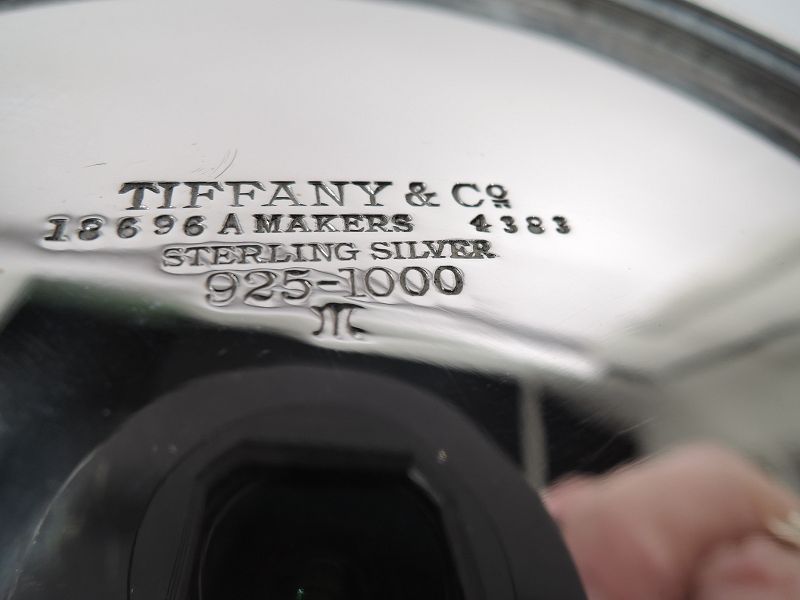 TIFFANY & Co
18696 A MAKERS 4383
STERLING SILVER
925-1000
m